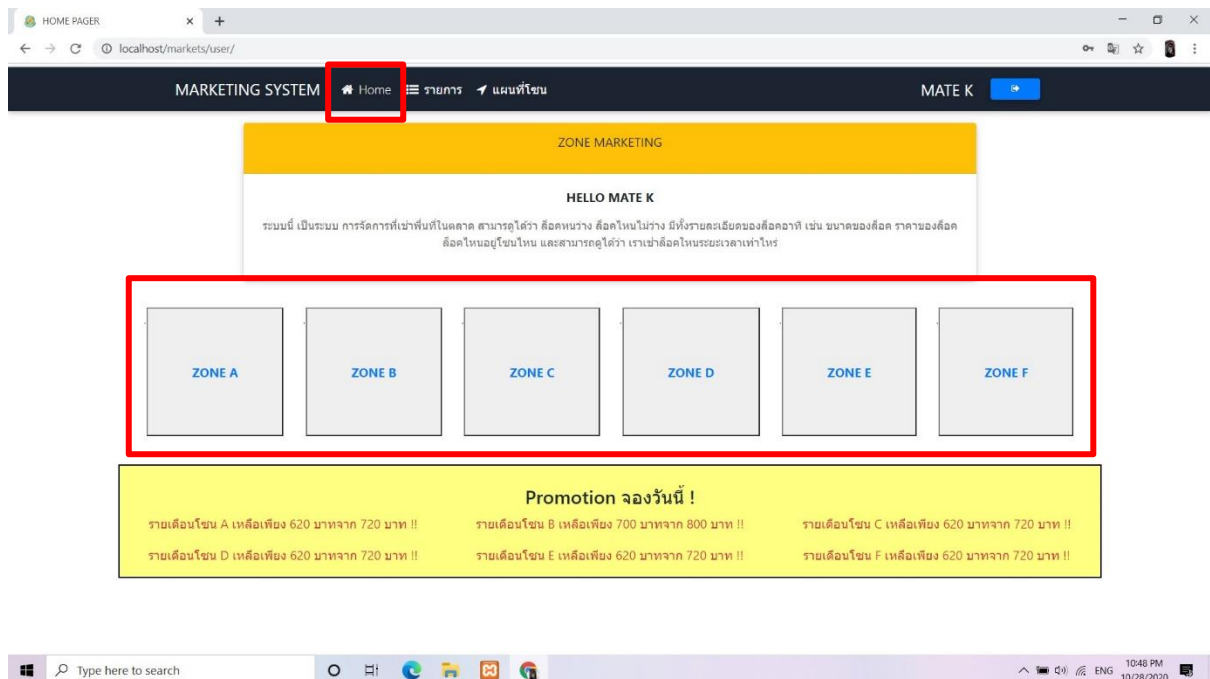 HOME PAGER
localhost/markets/user/
MARKETING SYSTEM Home รายการ แผนที่โซน MATE K
ZONE MARKETING
HELLO MATE K
ระบบนี้ เป็นระบบ การจัดการที่เช่าพื่นที่ในตลาด สามารถดูได้ว่า ล็อคหนว่าง ล็อคไหนไม่ว่าง มีทั้งรายละเอียดของล็อคอาทิ เช่น ขนาดของล็อค ราคาของล็อค
ล็อคไหนอยู่โซนไหน และสามารถดูได้ว่า เราเช่าล็อคไหนระยะเวลาเท่าไหร่
ZONE A ZONE B ZONE C ZONE D ZONE E ZONE F
Promotion จองวันนี้ !
รายเดือนโซน A เหลือเพียง 620 บาทจาก 720 บาท !! รายเดือนโซน B เหลือเพียง 700 บาทจาก 800 บาท !! รายเดือนโซน C เหลือเพียง 620 บาทจาก 720 บาท !!
รายเดือนโซน D เหลือเพียง 620 บาทจาก 720 บาท !! รายเดือนโซน E เหลือเพียง 620 บาทจาก 720 บาท !! รายเดือนโซน F เหลือเพียง 620 บาทจาก 720 บาท !!
Type here to search ENG 10:48 PM
10/28/2020